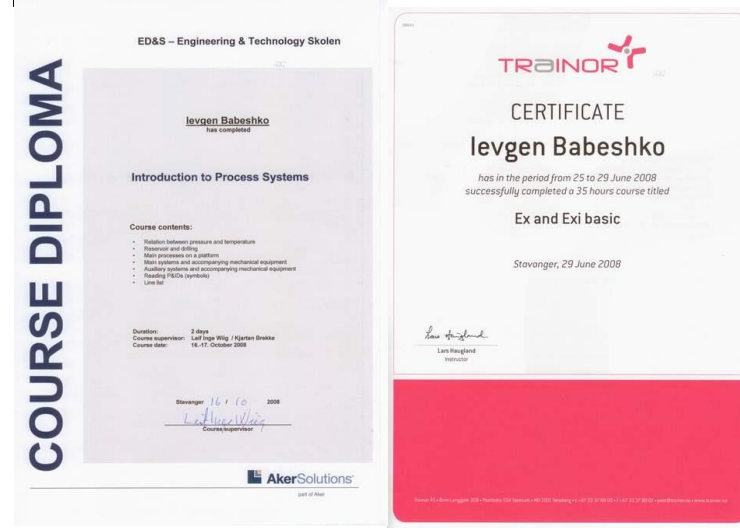 COURSE DIPLOMA
ED&S – Engineering & Technology Skolen
Ievgen Babeshko
has completed
Introduction to Process Systems
Course contents:
• Relation between pressure and temperature
• Reservoir and drilling
• Main processes on a platform
• Main systems and accompanying mechanical equipment
• Auxiliary systems and accompanying mechanical equipment
• Reading P&IDs (symbols)
• Line list
Duration: 2 days
Course supervisor: Leif Inge Wiig / Kjartan Brekke
Course date: 16.-17. October 2008
Stavanger 16 / 10 2008
Leif Inge Wiig
Course supervisor
AkerSolutions
part of Aker
TRAINOR
CERTIFICATE
Ievgen Babeshko
has in the period from 25 to 29 June 2008
successfully completed a 35 hours course titled
Ex and Exi basic
Stavanger, 29 June 2008
Lars Haugland
Lars Haugland
Instructor